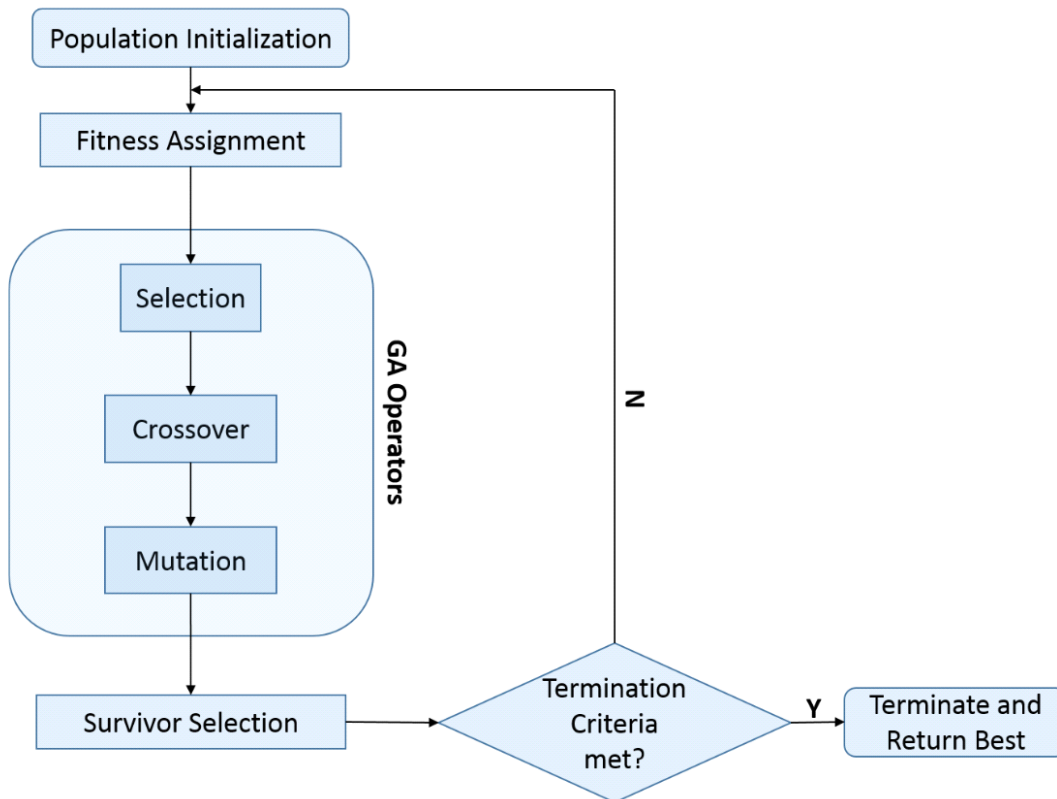 Population Initialization
Fitness Assignment
Selection
Crossover
Mutation
GA Operators
Survivor Selection
Termination
Criteria
met?
N
Y
Terminate and
Return Best